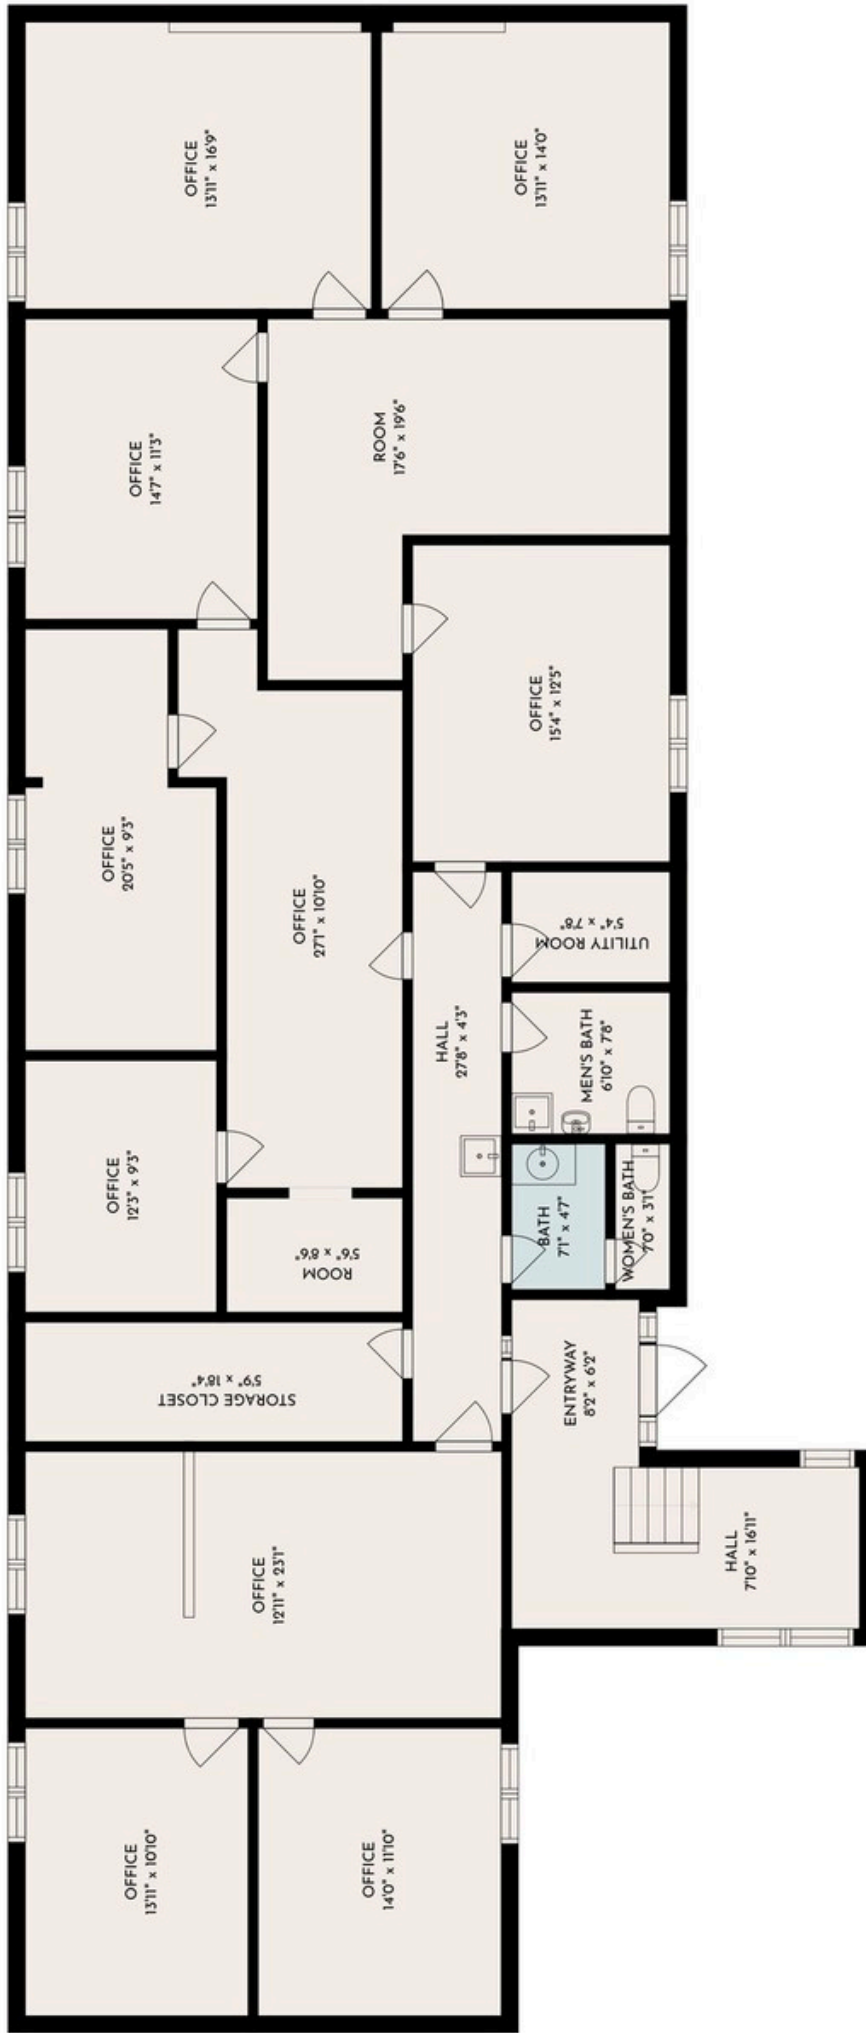 OFFICE
13'11" x 16'9"
OFFICE
13'11" x 14'0"
OFFICE
14'7" x 11'3"
ROOM
17'6" x 19'6"
OFFICE
15'4" x 12'5"
OFFICE
20'5" x 9'3"
OFFICE
27'1" x 10'10"
UTILITY ROOM
5'4" x 7'8"
HALL
27'8" x 4'3"
MEN'S BATH
6'10" x 7'8"
OFFICE
12'3" x 9'3"
BATH
7'1" x 4'7"
WOMEN'S BATH
7'0" x 3'1"
ROOM
5'6" x 8'6"
STORAGE CLOSET
5'9" x 18'4"
ENTRYWAY
8'2" x 6'2"
OFFICE
12'11" x 23'1"
HALL
7'10" x 16'11"
OFFICE
13'11" x 10'10"
OFFICE
14'0" x 11'10"